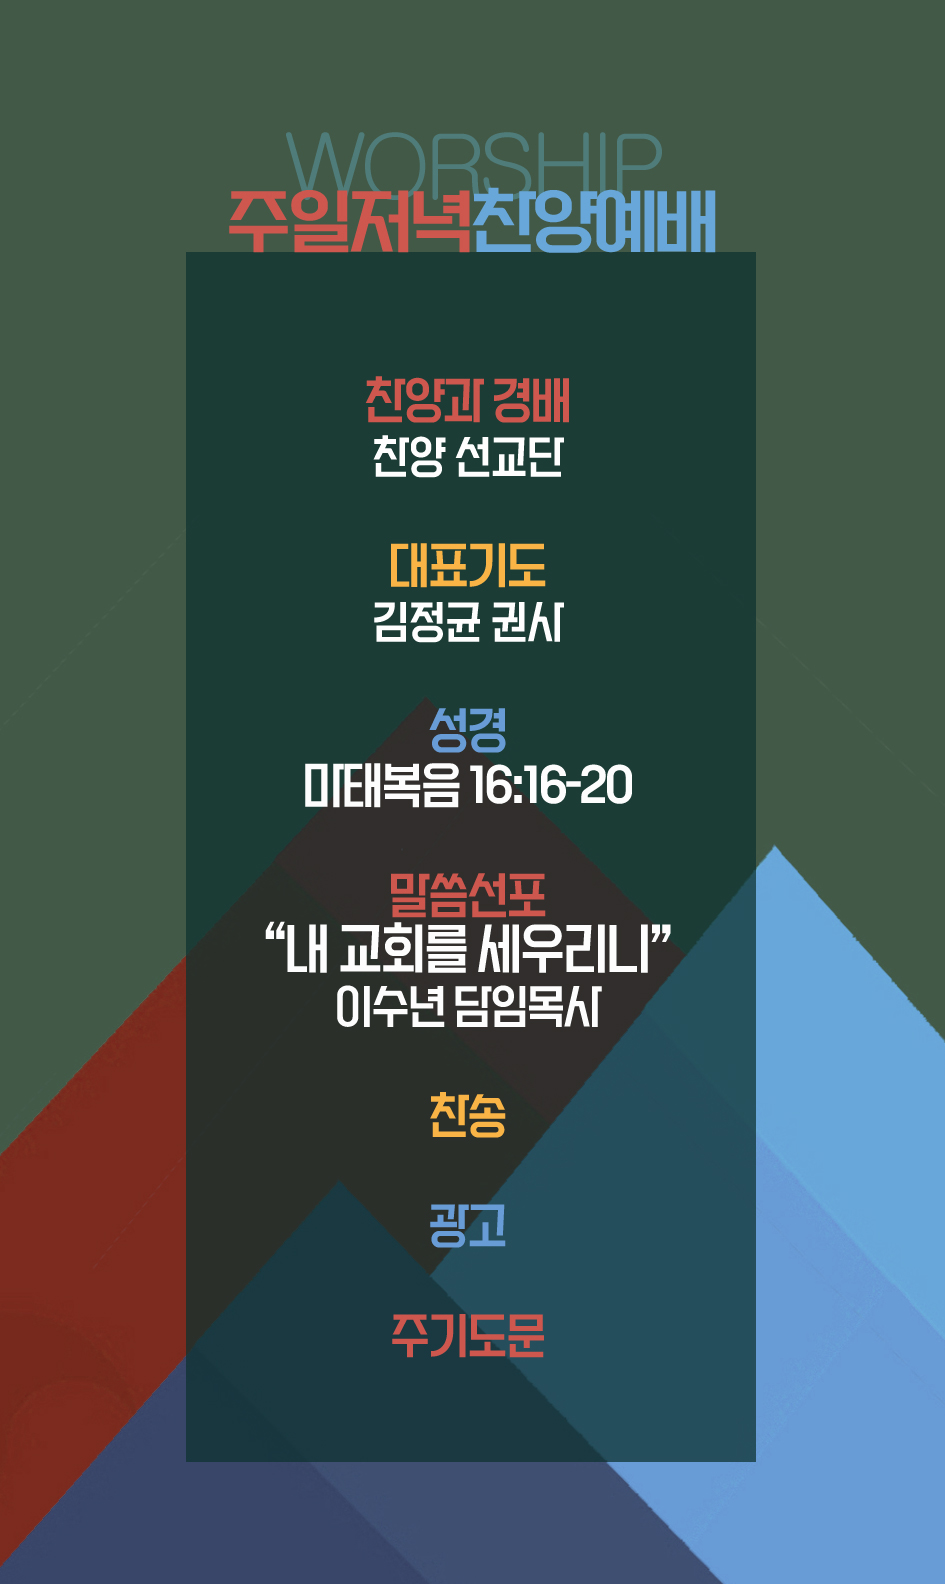 WORSHIP
주일저녁찬양예배
찬양과 경배
찬양 선교단
대표기도
김정균 권사
성경
마태복음 16:16-20
말씀선포
“내 교회를 세우리니”
이수년 담임목사
찬송
광고
주기도문